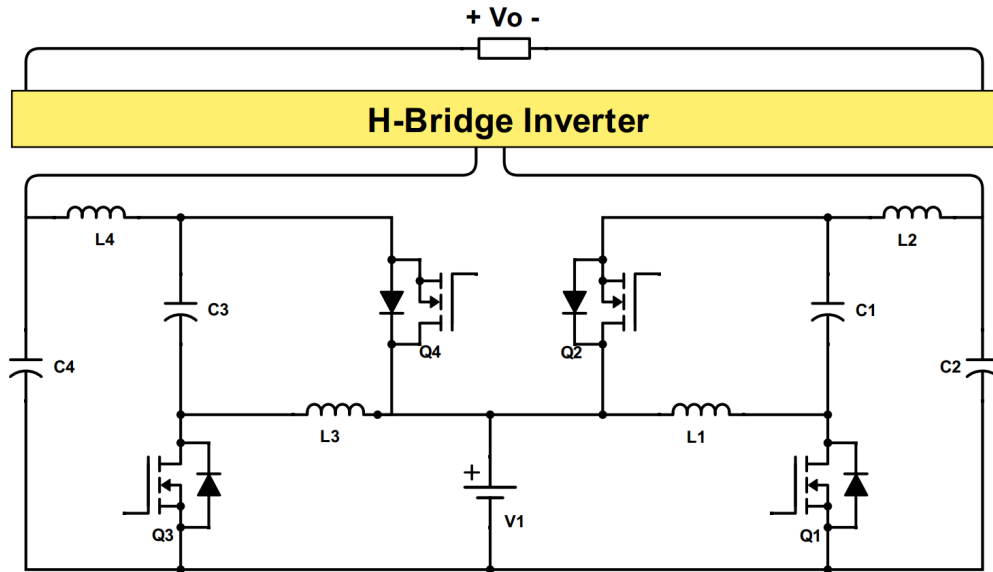 + Vo -
H-Bridge Inverter
L4
L2
C3
C1
Q4
Q2
C4
C2
L3
L1
+
V1
Q3
Q1